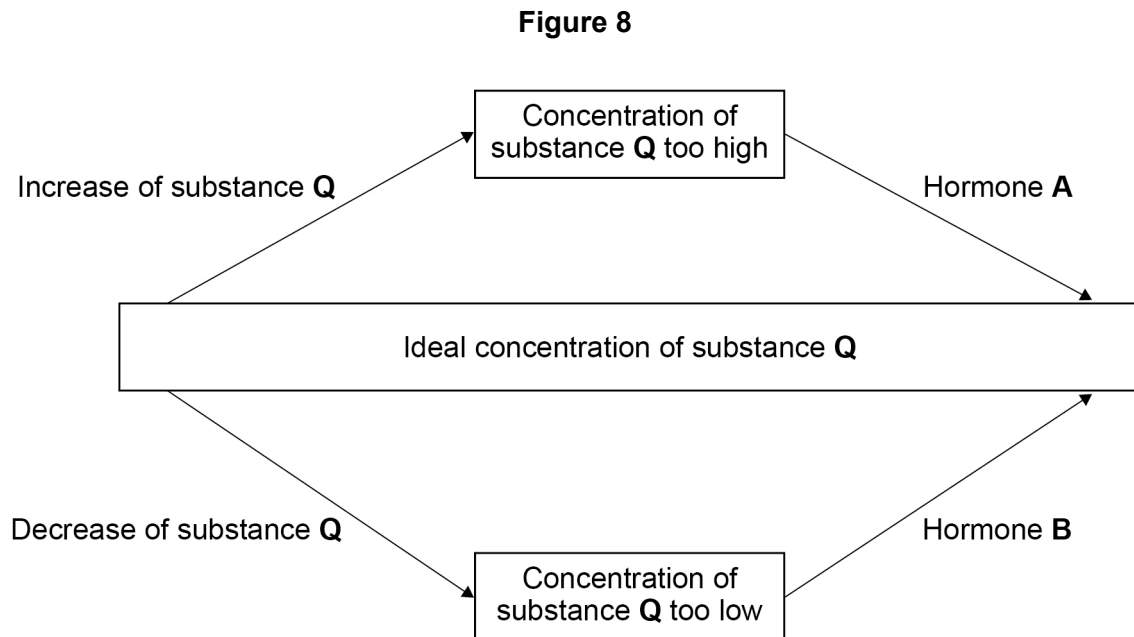 Figure 8
Concentration of
substance Q too high
Increase of substance Q
Hormone A
Ideal concentration of substance Q
Decrease of substance Q
Hormone B
Concentration of
substance Q too low